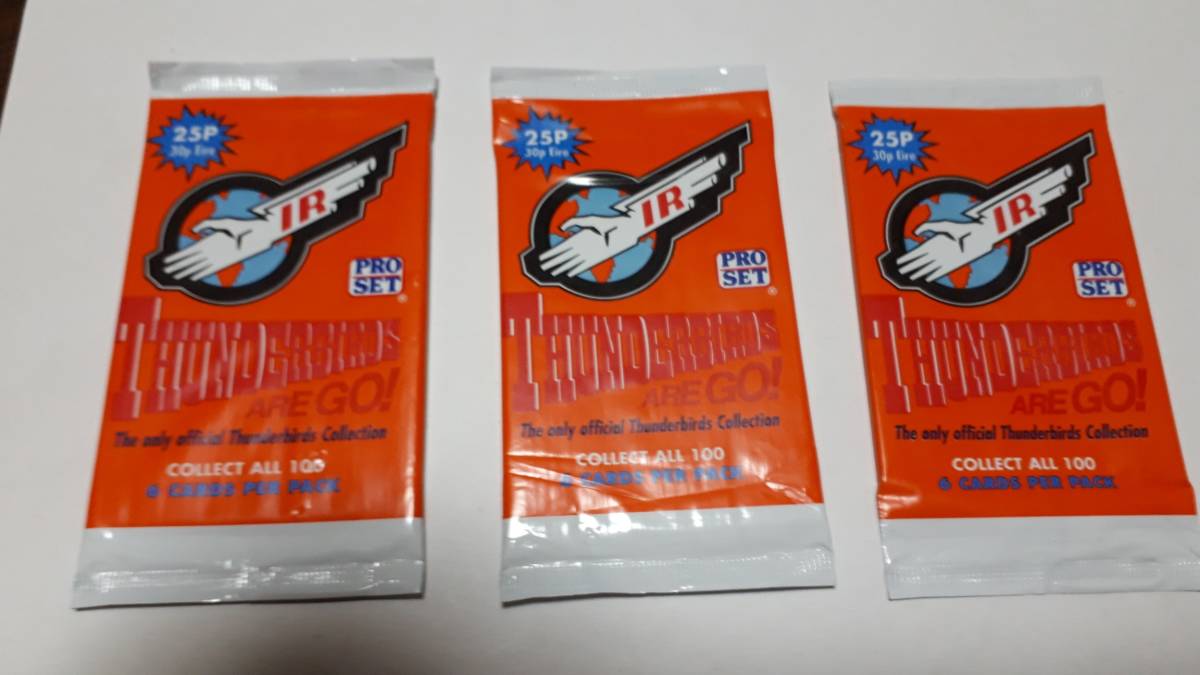 25P
30p Eire
IR
PRO
SET
®
THUNDERBIRDS
ARE GO!
The only official Thunderbirds Collection
COLLECT ALL 100
6 CARDS PER PACK
25P
30p Eire
IR
PRO
SET
®
THUNDERBIRDS
ARE GO!
The only official Thunderbirds Collection
COLLECT ALL 100
6 CARDS PER PACK
25P
30p Eire
IR
PRO
SET
®
THUNDERBIRDS
ARE GO!
The only official Thunderbirds Collection
COLLECT ALL 100
6 CARDS PER PACK